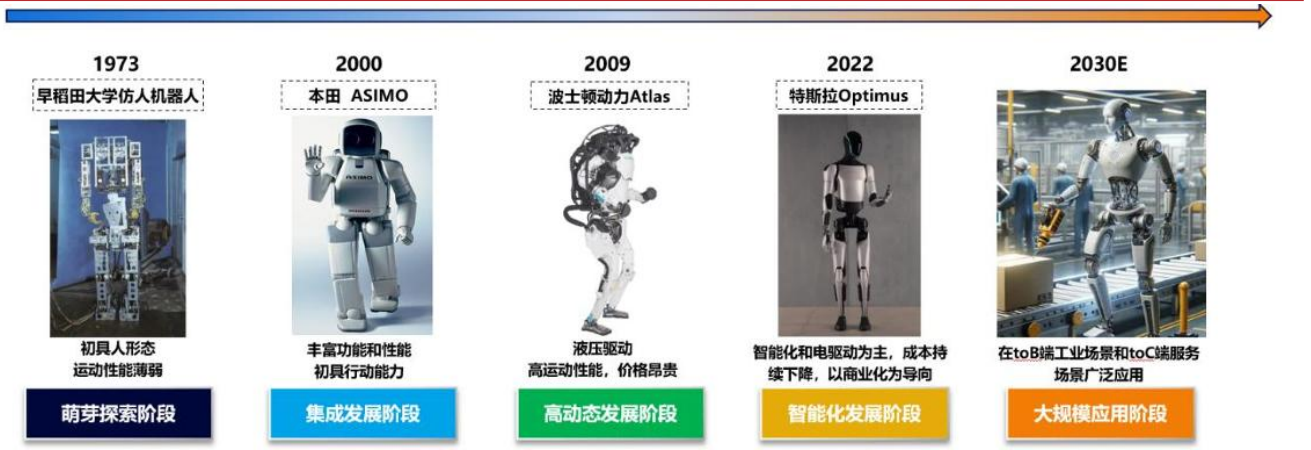 1973
早稻田大学仿人机器人
初具人形态
运动性能薄弱
萌芽探索阶段
2000
本田 ASIMO
ASIMO
丰富功能和性能
初具行动能力
集成发展阶段
2009
波士顿动力Atlas
液压驱动
高运动性能，价格昂贵
高动态发展阶段
2022
特斯拉Optimus
智能化和电驱动为主，成本持
续下降，以商业化为导向
智能化发展阶段
2030E
在toB端工业场景和toC端服务
场景广泛应用
大规模应用阶段